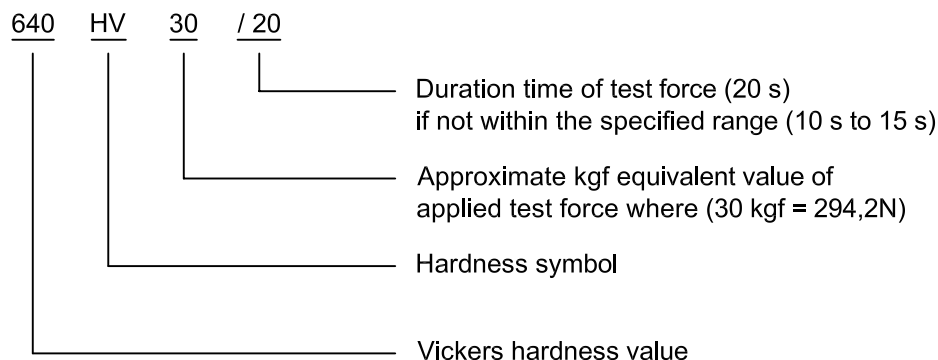 640 HV 30 / 20
Duration time of test force (20 s)
if not within the specified range (10 s to 15 s)
Approximate kgf equivalent value of
applied test force where (30 kgf = 294,2N)
Hardness symbol
Vickers hardness value